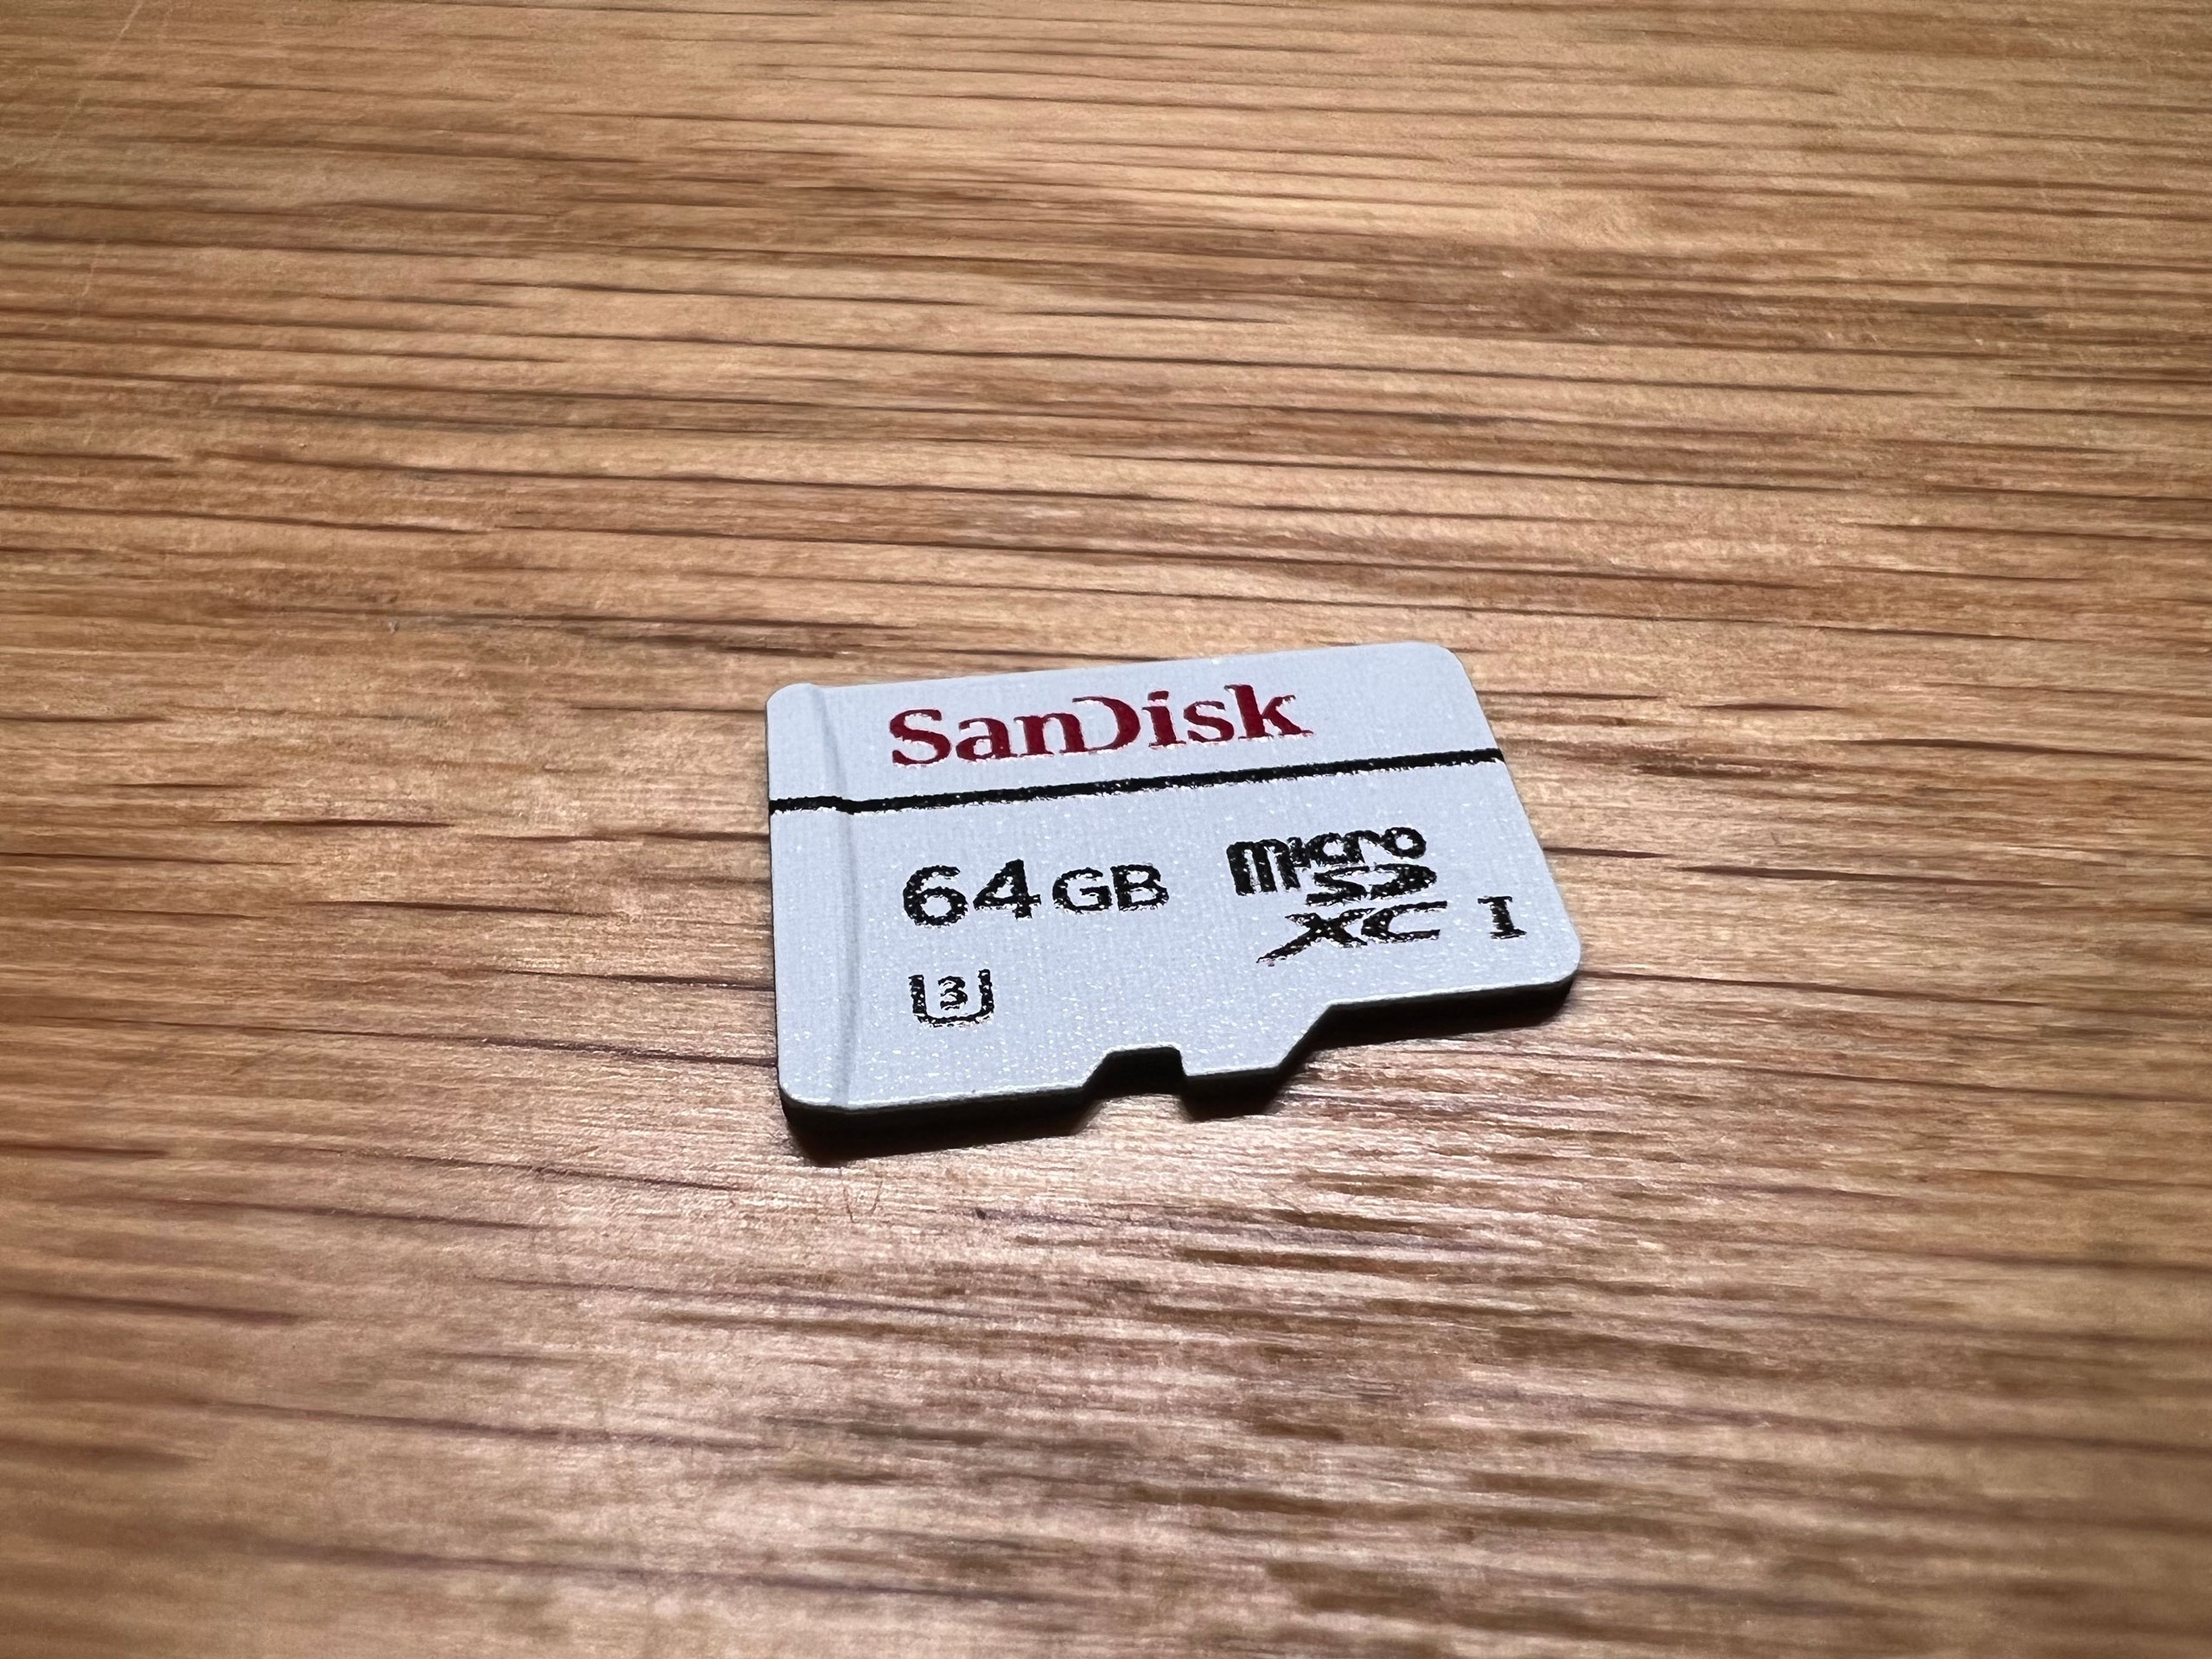 SanDisk
64GB
micro
SD
XC I
U3